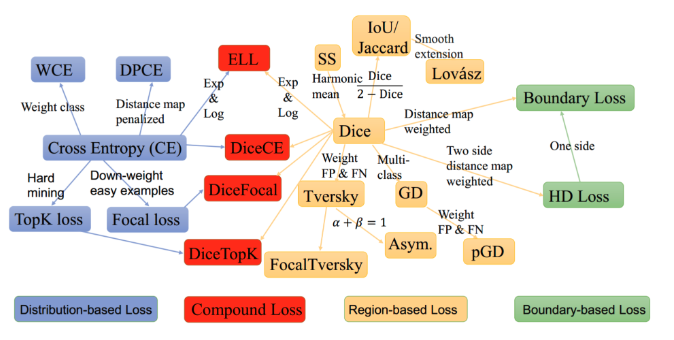 IoU/
Jaccard
Smooth
extension
Lovász
SS
ELL
WCE
DPCE
Harmonic
mean
Dice
2 − Dice
Exp
&
Log
Exp
&
Log
Weight class
Distance map
penalized
Boundary Loss
Distance map
weighted
Dice
Cross Entropy (CE)
DiceCE
One side
Two side
distance map
weighted
Weight
FP & FN
Multi-
class
Hard
mining
Down-weight
easy examples
DiceFocal
Tversky
GD
HD Loss
TopK loss
Focal loss
α + β = 1
Weight
FP & FN
DiceTopK
FocalTversky
Asym.
pGD
Distribution-based Loss
Compound Loss
Region-based Loss
Boundary-based Loss